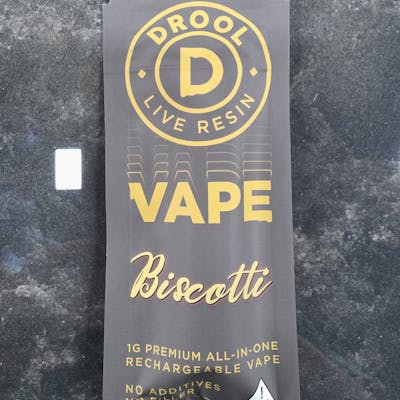 DROOL
D
LIVE RESIN
VAPE
Biscotti
1G PREMIUM ALL-IN-ONE
RECHARGEABLE VAPE
NO ADDITIVES